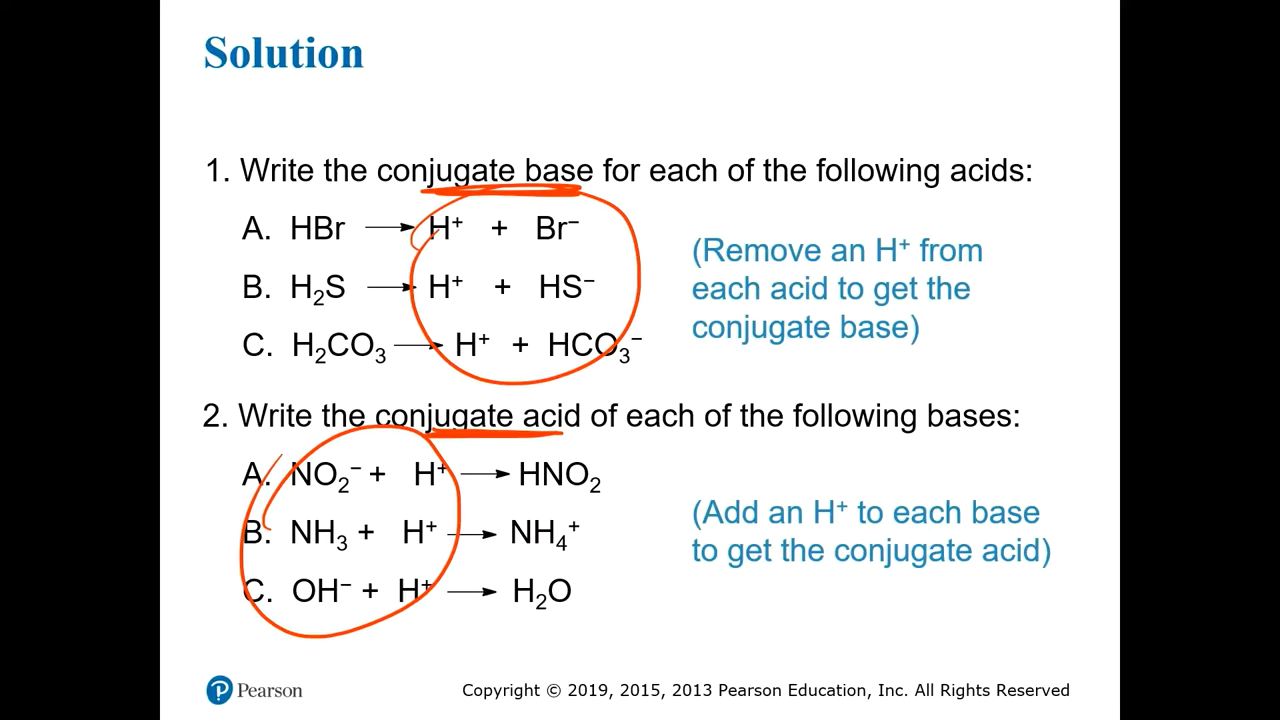 Solution
1. Write the conjugate base for each of the following acids:
A. HBr ⟶ H⁺ + Br⁻
B. H₂S ⟶ H⁺ + HS⁻
C. H₂CO₃ ⟶ H⁺ + HCO₃⁻
(Remove an H⁺ from
each acid to get the
conjugate base)
2. Write the conjugate acid of each of the following bases:
A. NO₂⁻ + H⁺ ⟶ HNO₂
B. NH₃ + H⁺ ⟶ NH₄⁺
C. OH⁻ + H⁺ ⟶ H₂O
(Add an H⁺ to each base
to get the conjugate acid)
P Pearson
Copyright © 2019, 2015, 2013 Pearson Education, Inc. All Rights Reserved